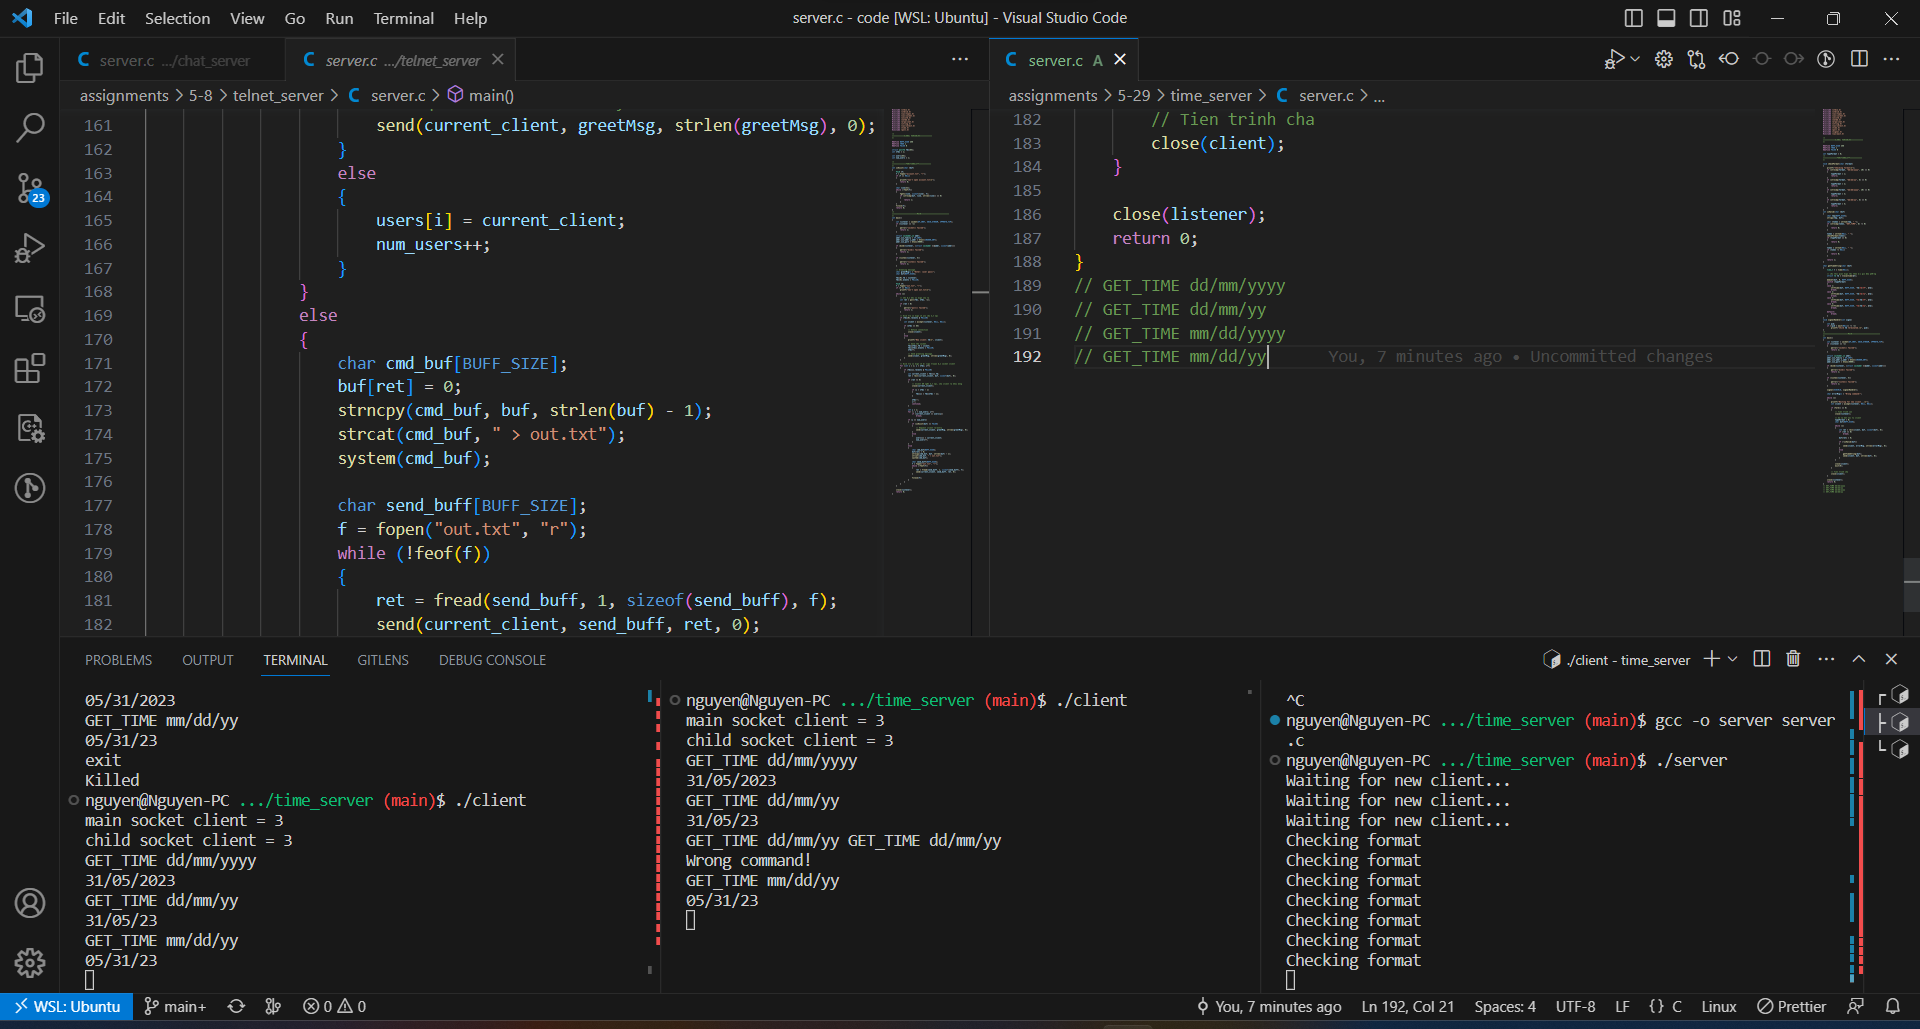 File Edit Selection View Go Run Terminal Help
server.c - code [WSL: Ubuntu] - Visual Studio Code
C server.c .../chat_server
C server.c .../telnet_server
assignments > 5-8 > telnet_server > C server.c > main()
161 send(current_client, greetMsg, strlen(greetMsg), 0);
162 }
163 else
164 {
165 users[i] = current_client;
166 num_users++;
167 }
168 }
169 else
170 {
171 char cmd_buf[BUFF_SIZE];
172 buf[ret] = 0;
173 strncpy(cmd_buf, buf, strlen(buf) - 1);
174 strcat(cmd_buf, " > out.txt");
175 system(cmd_buf);
176
177 char send_buff[BUFF_SIZE];
178 f = fopen("out.txt", "r");
179 while (!feof(f))
180 {
181 ret = fread(send_buff, 1, sizeof(send_buff), f);
182 send(current_client, send_buff, ret, 0);
C server.c A
assignments > 5-29 > time_server > C server.c > ...
182 // Tien trinh cha
183 close(client);
184 }
185
186 close(listener);
187 return 0;
188 }
189 // GET_TIME dd/mm/yyyy
190 // GET_TIME dd/mm/yy
191 // GET_TIME mm/dd/yyyy
192 // GET_TIME mm/dd/yy You, 7 minutes ago • Uncommitted changes
23
PROBLEMS OUTPUT TERMINAL GITLENS DEBUG CONSOLE
./client - time_server
05/31/2023
GET_TIME mm/dd/yy
05/31/23
exit
Killed
nguyen@Nguyen-PC .../time_server (main)$ ./client
main socket client = 3
child socket client = 3
GET_TIME dd/mm/yyyy
31/05/2023
GET_TIME dd/mm/yy
31/05/23
GET_TIME mm/dd/yy
05/31/23
nguyen@Nguyen-PC .../time_server (main)$ ./client
main socket client = 3
child socket client = 3
GET_TIME dd/mm/yyyy
31/05/2023
GET_TIME dd/mm/yy
31/05/23
GET_TIME dd/mm/yy GET_TIME dd/mm/yy
Wrong command!
GET_TIME mm/dd/yy
05/31/23
^C
nguyen@Nguyen-PC .../time_server (main)$ gcc -o server server
.c
nguyen@Nguyen-PC .../time_server (main)$ ./server
Waiting for new client...
Waiting for new client...
Waiting for new client...
Checking format
Checking format
Checking format
Checking format
Checking format
Checking format
Checking format
WSL: Ubuntu main+ 0 0
You, 7 minutes ago Ln 192, Col 21 Spaces: 4 UTF-8 LF {} C Linux Prettier